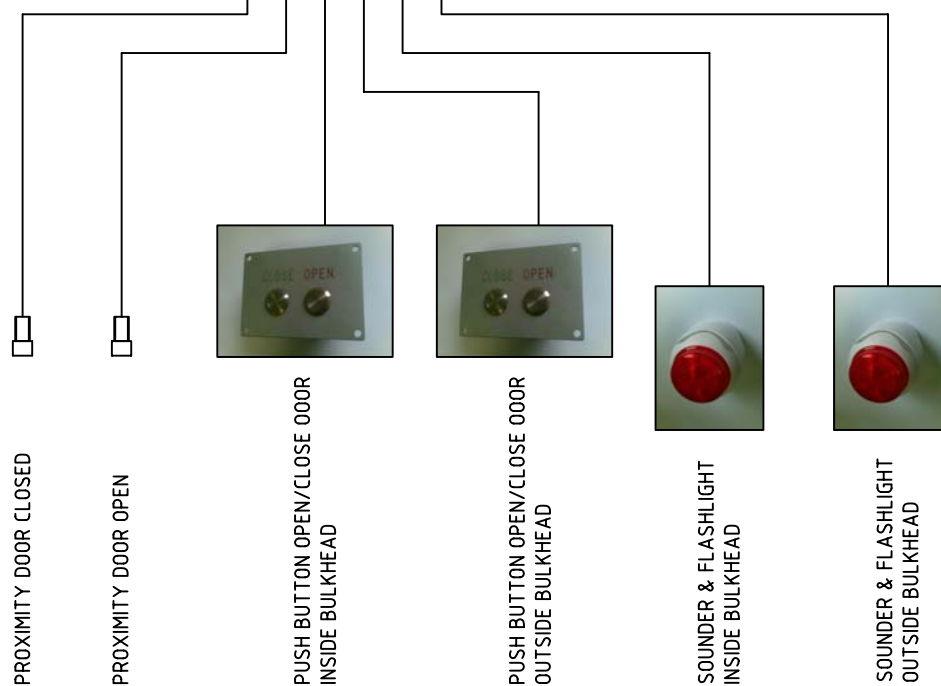 CLOSE OPEN
CLOSE OPEN
PROXIMITY DOOR CLOSED
PROXIMITY DOOR OPEN
PUSH BUTTON OPEN/CLOSE OOOR
INSIDE BULKHEAD
PUSH BUTTON OPEN/CLOSE OOOR
OUTSIDE BULKHEAD
SOUNDER & FLASHLIGHT
INSIDE BULKHEAD
SOUNDER & FLASHLIGHT
OUTSIDE BULKHEAD